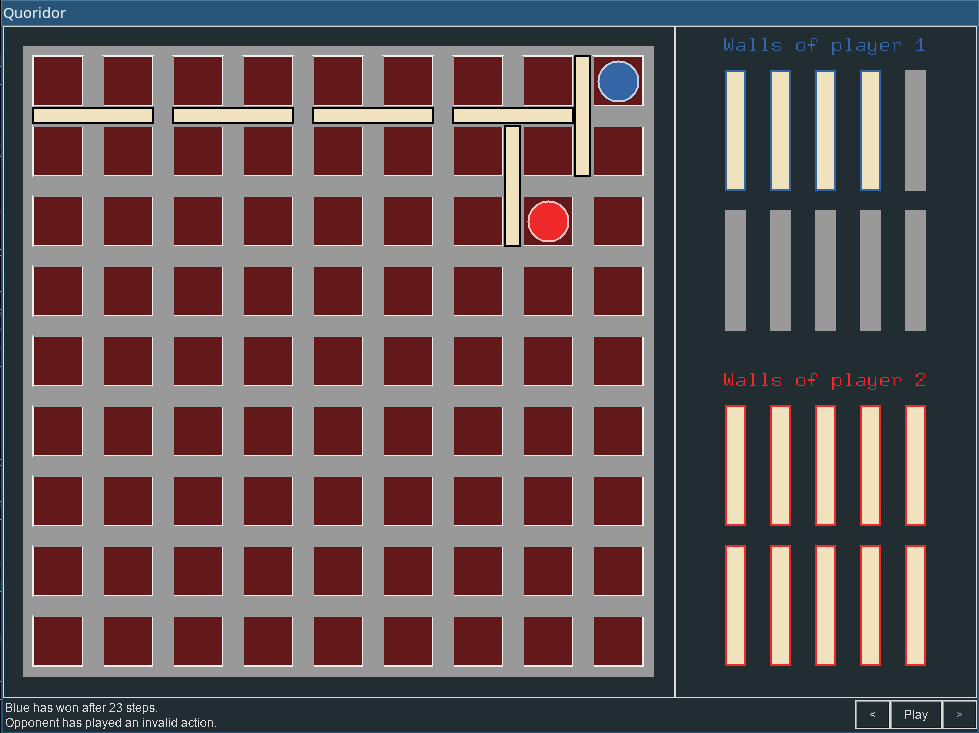 Quoridor
Walls of player 1
Walls of player 2
Blue has won after 23 steps.
Opponent has played an invalid action.
< Play >